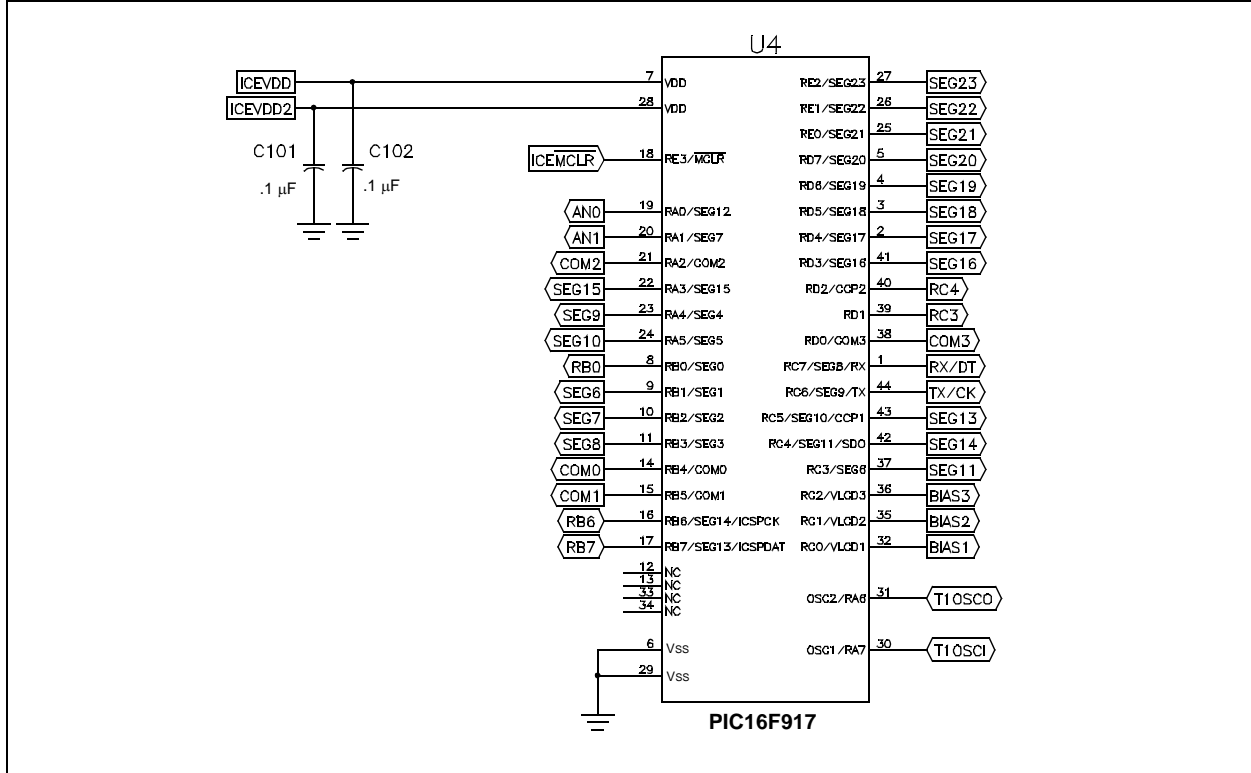 U4
ICEVDD 7 VDD
ICEVDD2 28 VDD
C101
.1 µF
C102
.1 µF
ICEMCLR 18 RE3/MCLR
AN0 19 RA0/SEG12
AN1 20 RA1/SEG7
COM2 21 RA2/COM2
SEG15 22 RA3/SEG15
SEG9 23 RA4/SEG4
SEG10 24 RA5/SEG5
RB0 8 RB0/SEG0
SEG6 9 RB1/SEG1
SEG7 10 RB2/SEG2
SEG8 11 RB3/SEG3
COM0 14 RB4/COM0
COM1 15 RB5/COM1
RB6 16 RB6/SEG14/ICSPCK
RB7 17 RB7/SEG13/ICSPDAT
12 NC
13 NC
33 NC
34 NC
6 Vss
29 Vss
RE2/SEG23 27 SEG23
RE1/SEG22 26 SEG22
RE0/SEG21 25 SEG21
RD7/SEG20 5 SEG20
RD6/SEG19 4 SEG19
RD5/SEG18 3 SEG18
RD4/SEG17 2 SEG17
RD3/SEG16 41 SEG16
RD2/CCP2 40 RC4
RD1 39 RC3
RD0/COM3 38 COM3
RC7/SEG8/RX 1 RX/DT
RC6/SEG9/TX 44 TX/CK
RC5/SEG10/CCP1 43 SEG13
RC4/SEG11/SDO 42 SEG14
RC3/SEG6 37 SEG11
RC2/VLCD3 36 BIAS3
RC1/VLCD2 35 BIAS2
RC0/VLCD1 32 BIAS1
OSC2/RA6 31 T1OSCO
OSC1/RA7 30 T1OSCI
PIC16F917